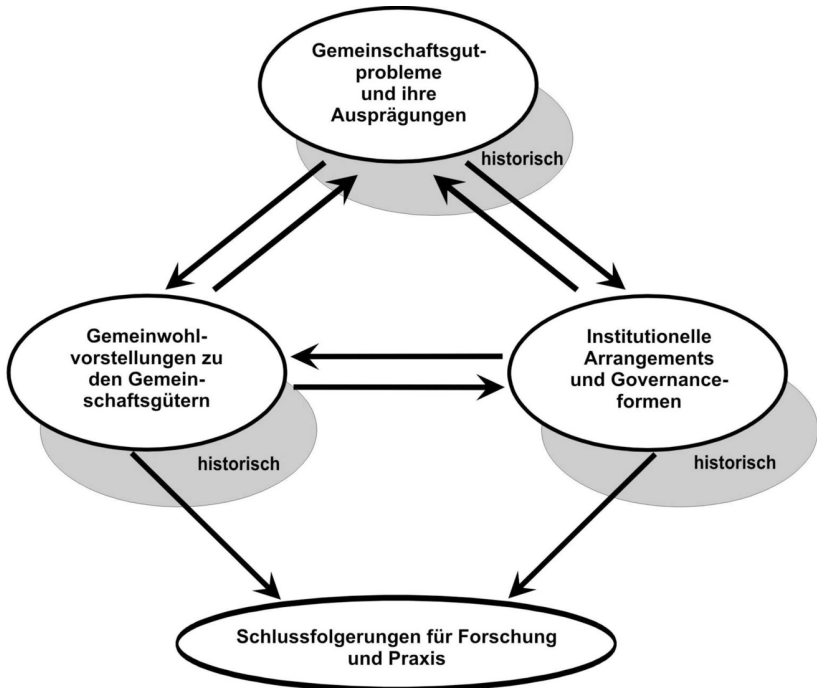 Gemeinschaftsgut-
probleme
und ihre
Ausprägungen
historisch
Gemeinwohl-
vorstellungen zu
den Gemein-
schaftsgütern
historisch
Institutionelle
Arrangements
und Governance-
formen
historisch
Schlussfolgerungen für Forschung
und Praxis